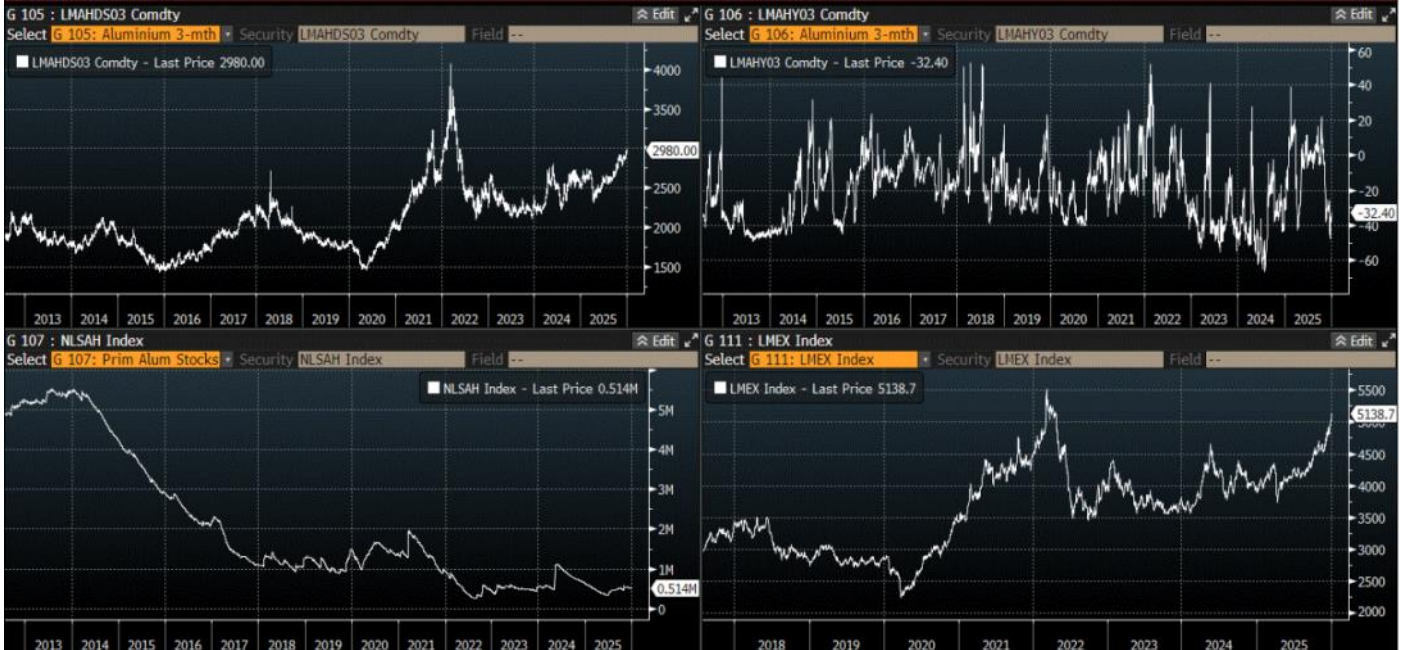 G 105 : LMAHDS03 Comdty
Edit
Select G 105: Aluminium 3-mth Security LMAHDS03 Comdty Field --
LMAHDS03 Comdty - Last Price 2980.00
4000
3500
2980.00
2500
2000
1500
2013 2014 2015 2016 2017 2018 2019 2020 2021 2022 2023 2024 2025
G 106 : LMAHY03 Comdty
Edit
Select G 106: Aluminium 3-mth Security LMAHY03 Comdty Field --
LMAHY03 Comdty - Last Price -32.40
60
40
20
0
-20
-32.40
-40
-60
2013 2014 2015 2016 2017 2018 2019 2020 2021 2022 2023 2024 2025
G 107 : NLSAH Index
Edit
Select G 107: Prim Alum Stocks Security NLSAH Index Field --
NLSAH Index - Last Price 0.514M
5M
4M
3M
2M
1M
0.514M
0
2013 2014 2015 2016 2017 2018 2019 2020 2021 2022 2023 2024 2025
G 111 : LMEX Index
Edit
Select G 111: LMEX Index Security LMEX Index Field --
LMEX Index - Last Price 5138.7
5500
5138.7
5000
4500
4000
3500
3000
2500
2000
2018 2019 2020 2021 2022 2023 2024 2025